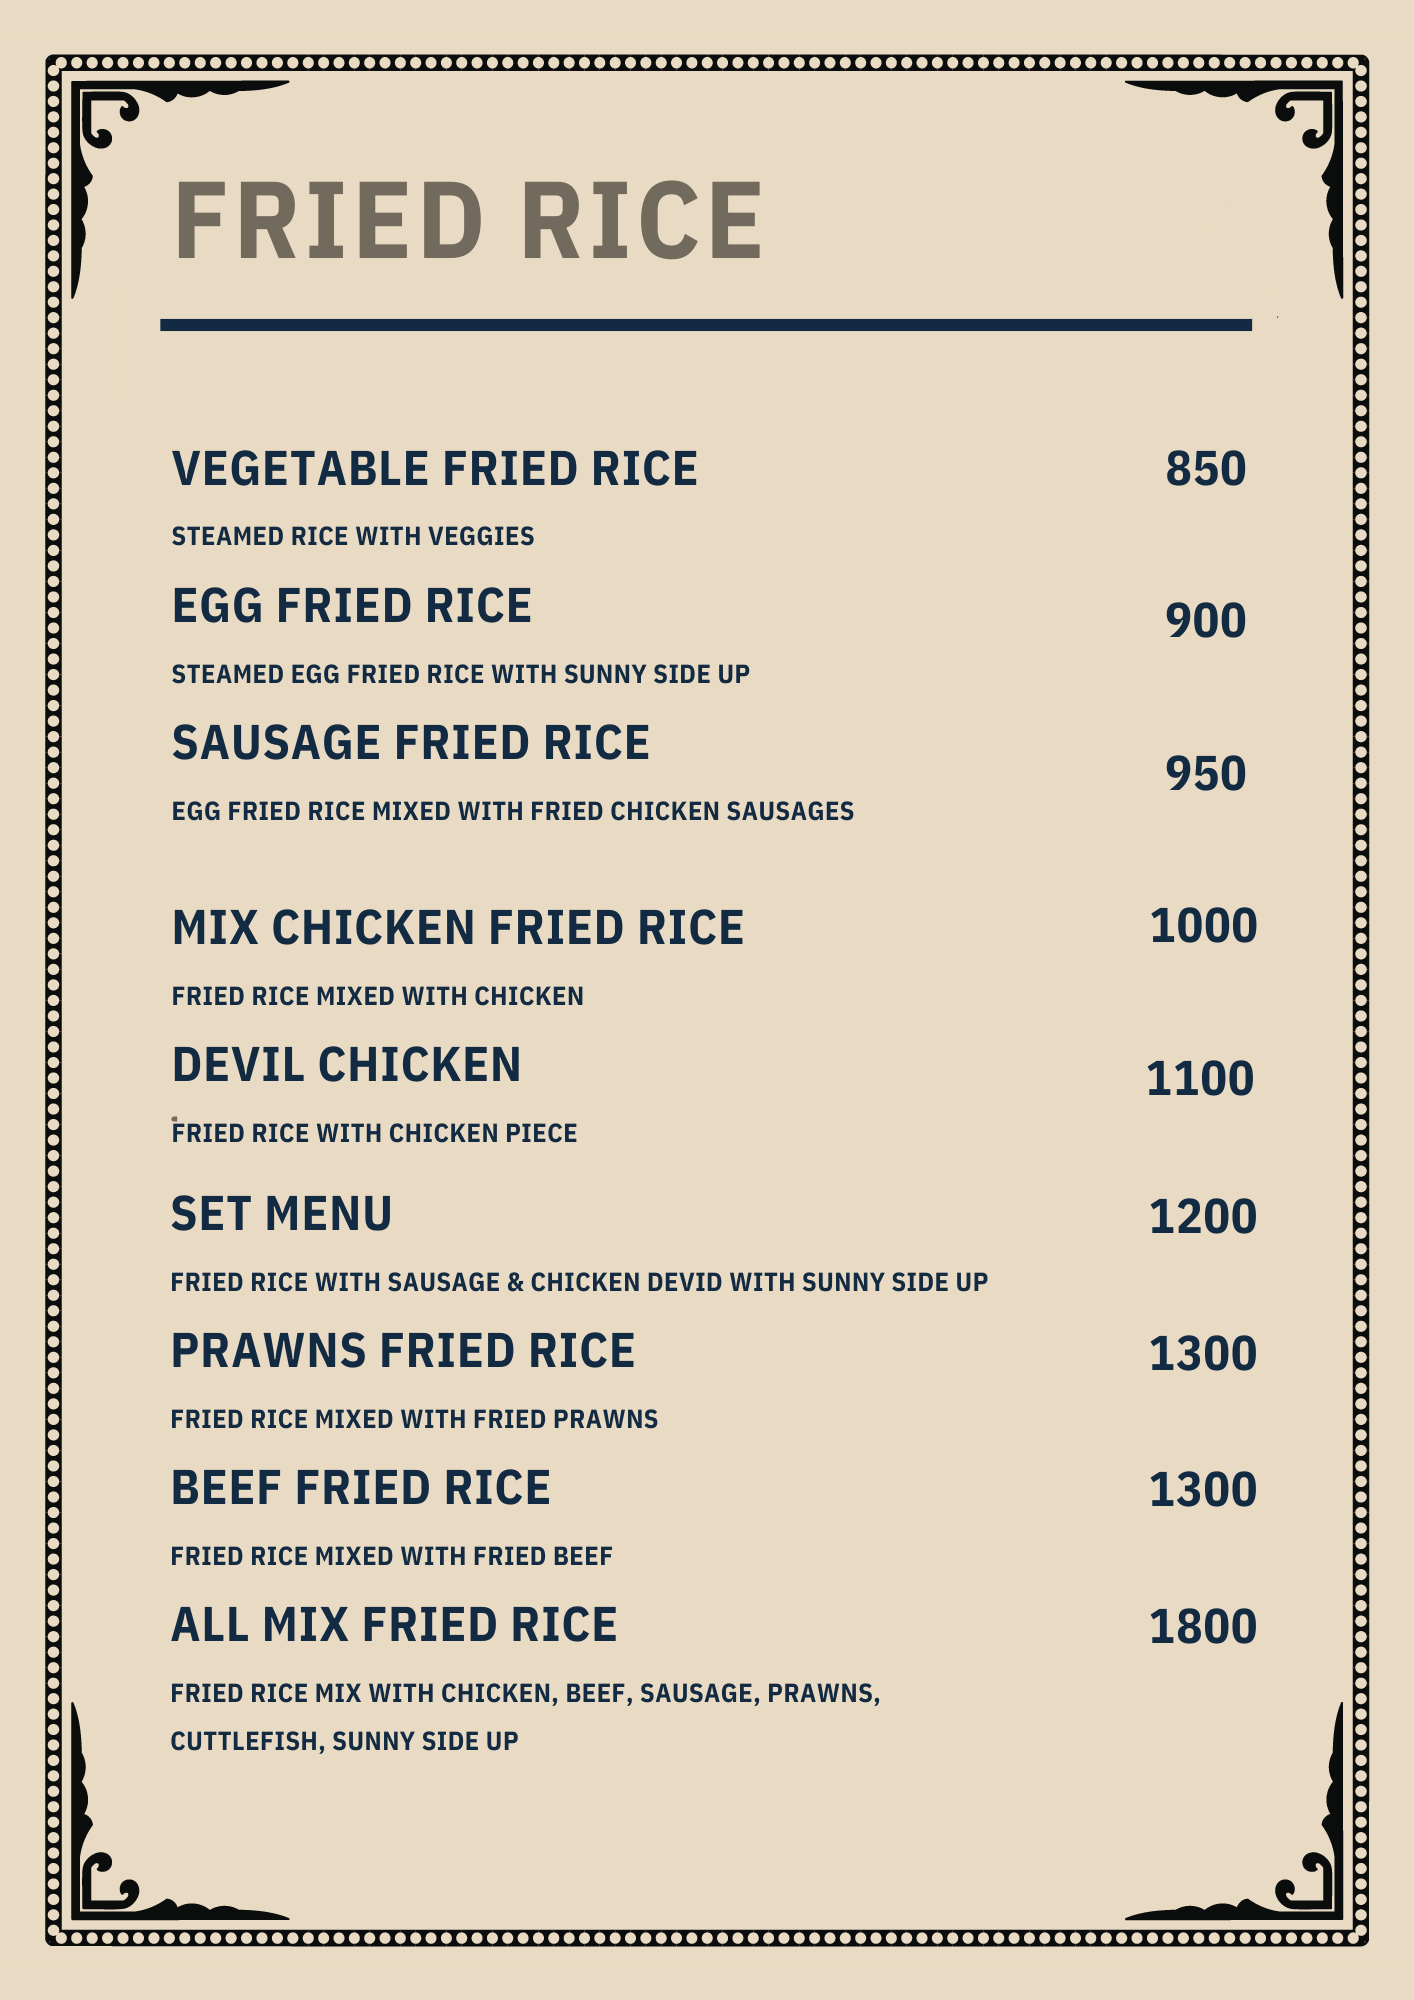 FRIED RICE
VEGETABLE FRIED RICE 850
STEAMED RICE WITH VEGGIES
EGG FRIED RICE 900
STEAMED EGG FRIED RICE WITH SUNNY SIDE UP
SAUSAGE FRIED RICE 950
EGG FRIED RICE MIXED WITH FRIED CHICKEN SAUSAGES
MIX CHICKEN FRIED RICE 1000
FRIED RICE MIXED WITH CHICKEN
DEVIL CHICKEN 1100
FRIED RICE WITH CHICKEN PIECE
SET MENU 1200
FRIED RICE WITH SAUSAGE & CHICKEN DEVID WITH SUNNY SIDE UP
PRAWNS FRIED RICE 1300
FRIED RICE MIXED WITH FRIED PRAWNS
BEEF FRIED RICE 1300
FRIED RICE MIXED WITH FRIED BEEF
ALL MIX FRIED RICE 1800
FRIED RICE MIX WITH CHICKEN, BEEF, SAUSAGE, PRAWNS,
CUTTLEFISH, SUNNY SIDE UP